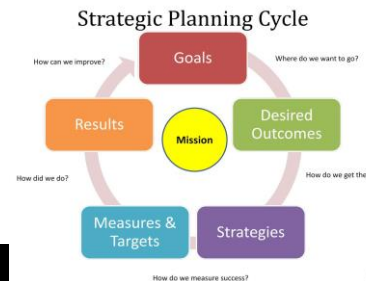 Strategic Planning Cycle
Goals
How can we improve?
Where do we want to go?
Results
Mission
Desired
Outcomes
How did we do?
How do we get the
Measures &
Targets
Strategies
How do we measure success?